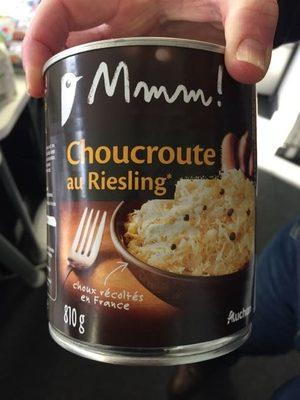 Mmm!
Choucroute
au Riesling*
choux récoltés
en France
810 g
Auchan